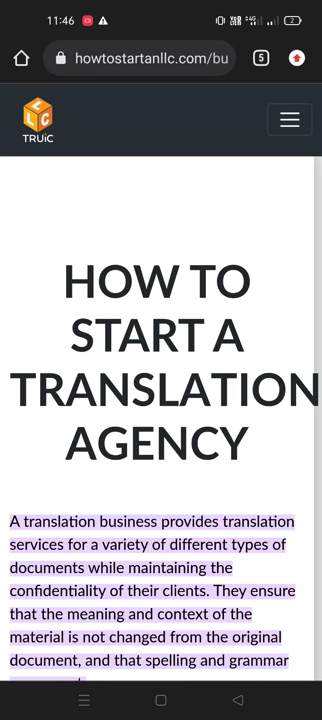 11:46
2
howtostartanllc.com/bu
5
LLC
TRUiC
HOW TO
START A
TRANSLATION
AGENCY
A translation business provides translation
services for a variety of different types of
documents while maintaining the
confidentiality of their clients. They ensure
that the meaning and context of the
material is not changed from the original
document, and that spelling and grammar